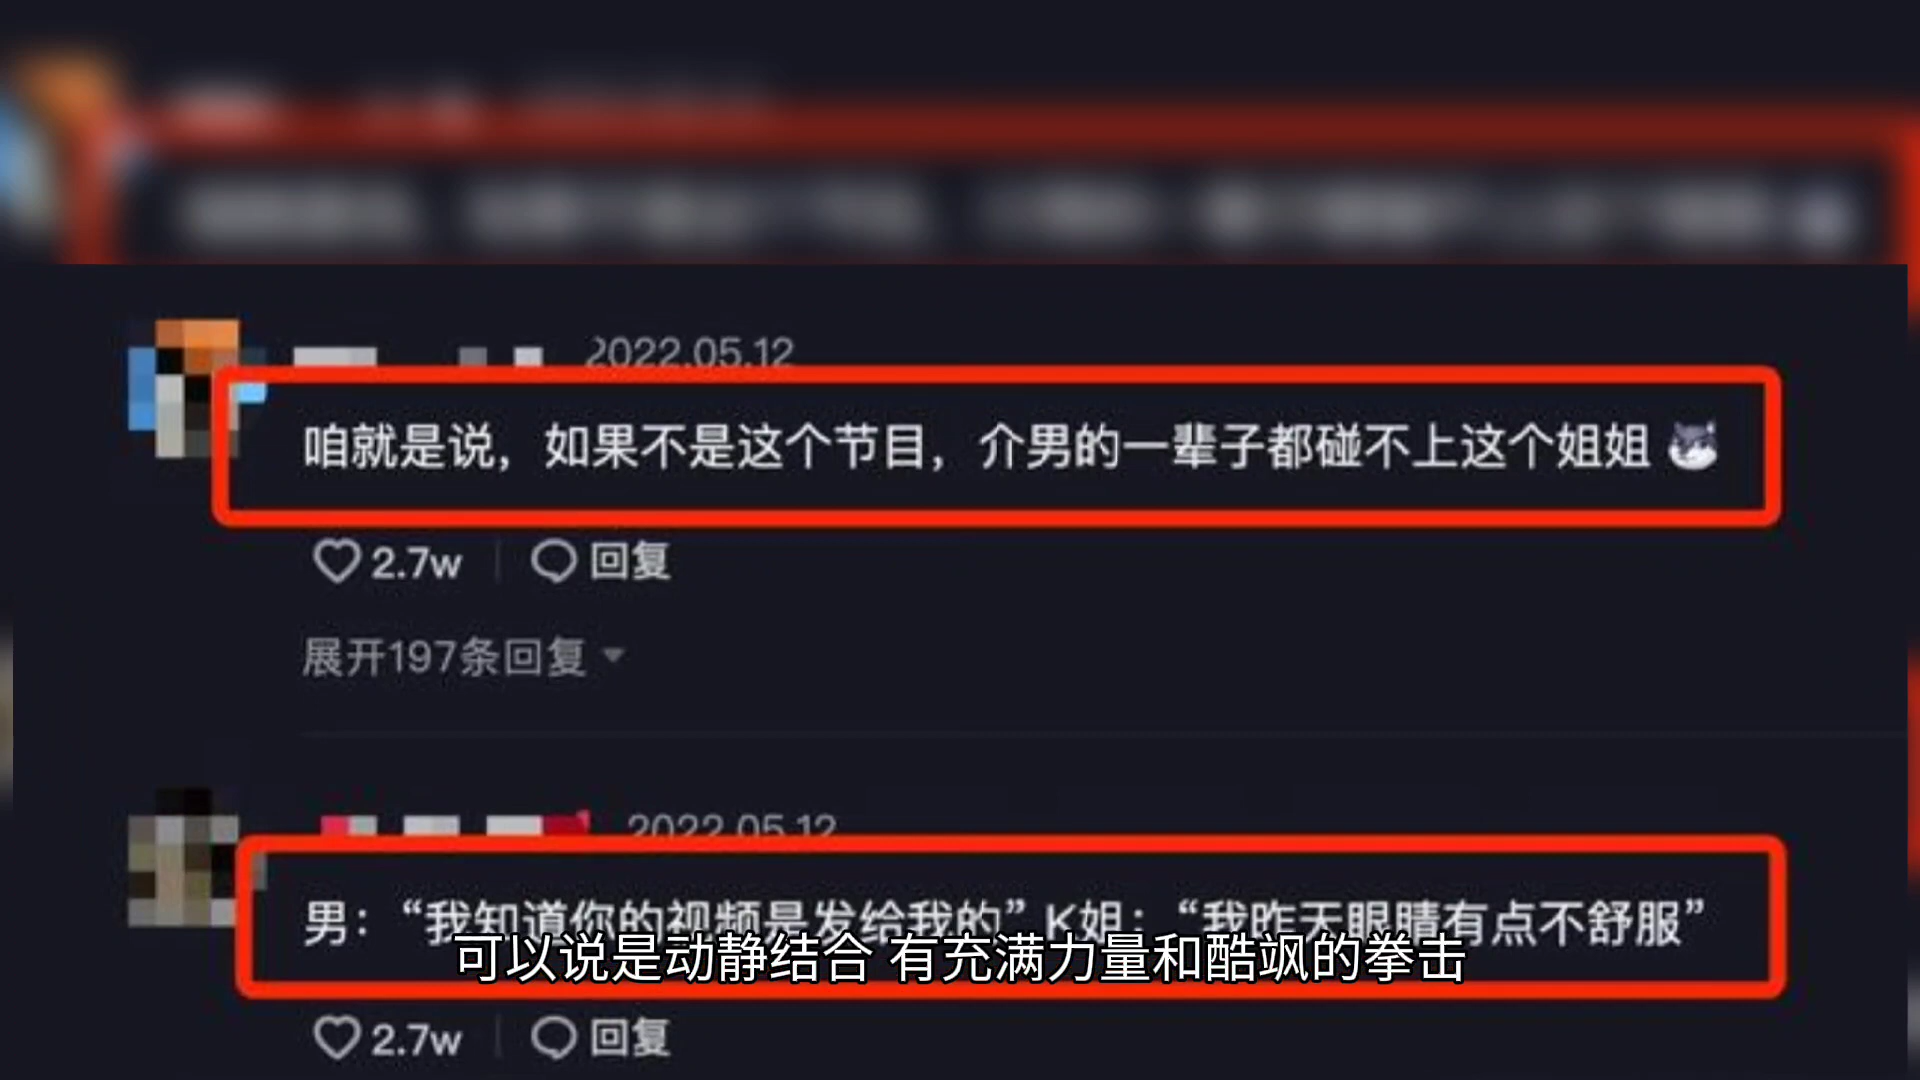 2022.05.12
咱就是说，如果不是这个节目，介男的一辈子都碰不上这个姐姐
2.7w 回复
展开197条回复
2022.05.12
男：“我知道你的视频是发给我的”K姐：“我昨天眼睛有点不舒服”
可以说是动静结合 有充满力量和酷飒的拳击
2.7w 回复